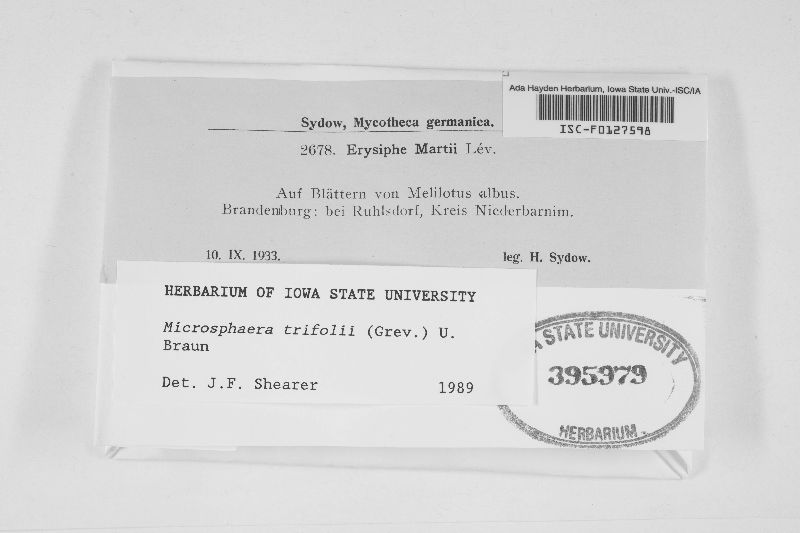 Ada Hayden Herbarium, Iowa State Univ.-ISC/IA
ISC-F0127598
Sydow, Mycotheca germanica.
2678. Erysiphe Martii Lév.
Auf Blättern von Melilotus albus.
Brandenburg: bei Ruhlsdorf, Kreis Niederbarnim.
10. IX. 1933.
leg. H. Sydow.
HERBARIUM OF IOWA STATE UNIVERSITY
Microsphaera trifolii (Grev.) U.
Braun
Det. J.F. Shearer
1989
A STATE UNIVERSITY
395979
HERBARIUM